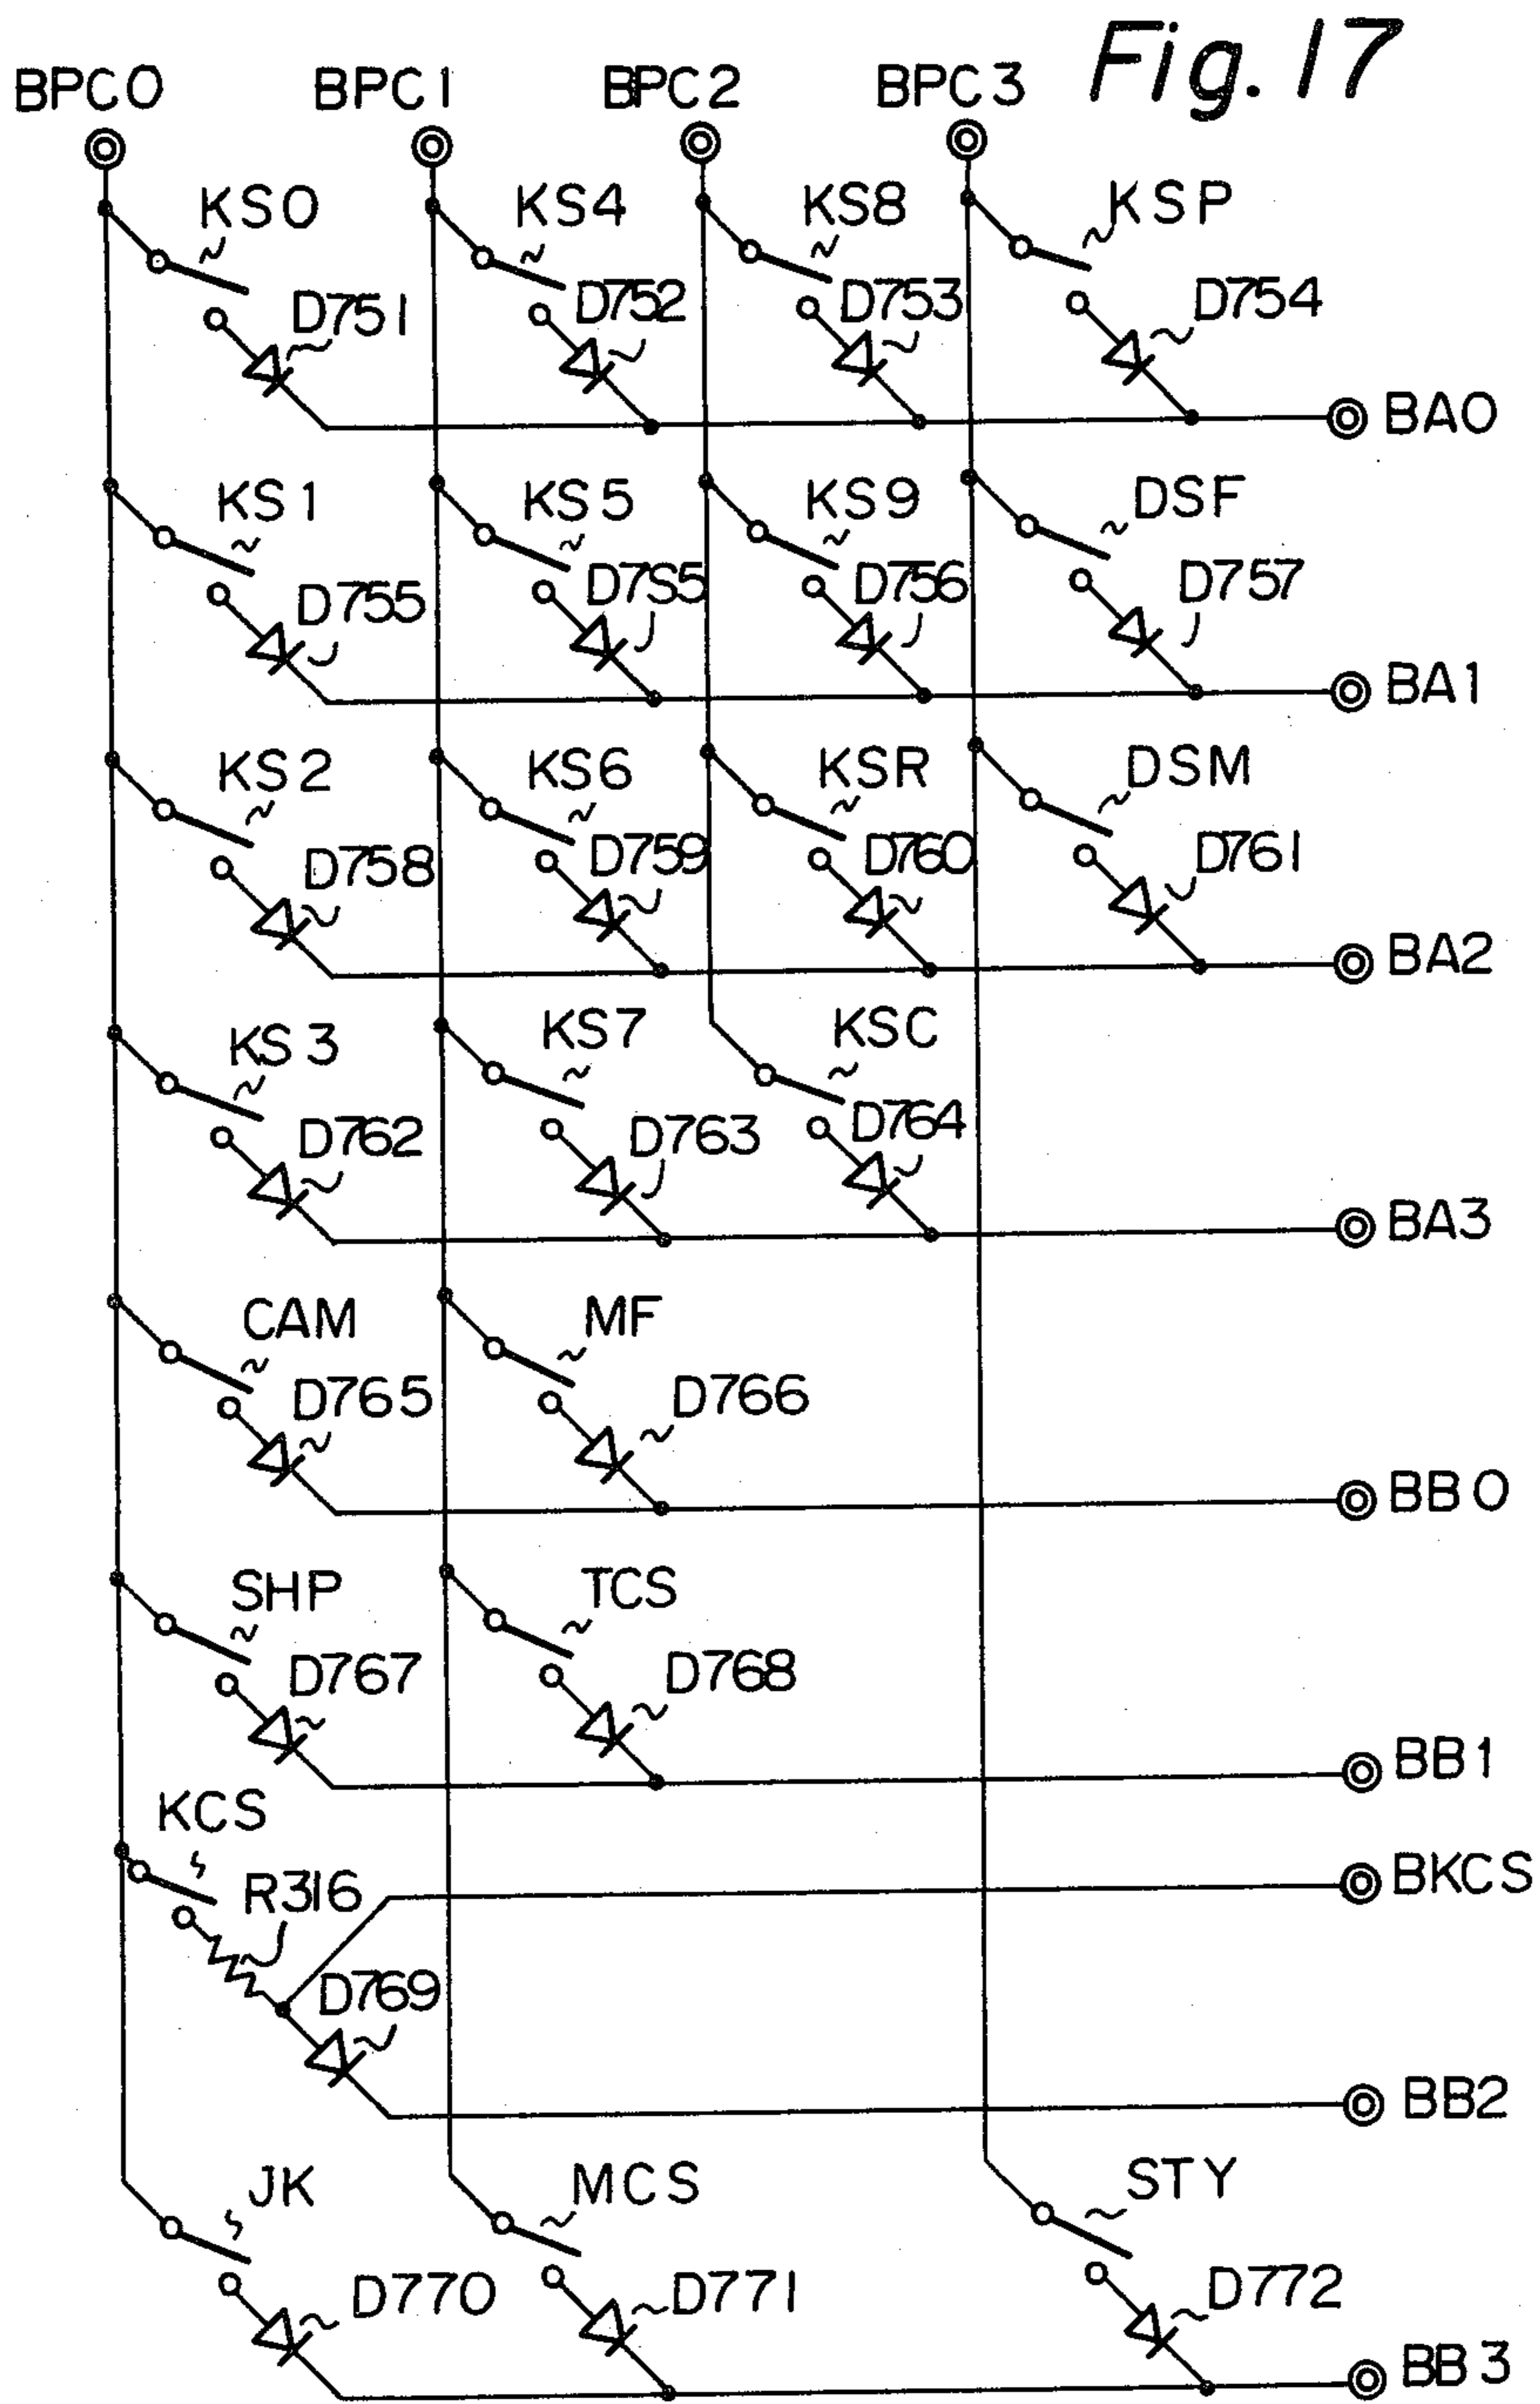 Fig. 17
BPC0 BPC1 BPC2 BPC3
KS0 KS4 KS8 KSP
D751 D752 D753 D754
BA0
KS1 KS5 KS9 DSF
D755 D7S5 D756 D757
BA1
KS2 KS6 KSR DSM
D758 D759 D760 D761
BA2
KS3 KS7 KSC
D762 D763 D764
BA3
CAM MF
D765 D766
BB0
SHP TCS
D767 D768
BB1
KCS
R316
BKCS
D769
BB2
JK MCS STY
D770 D771 D772
BB3